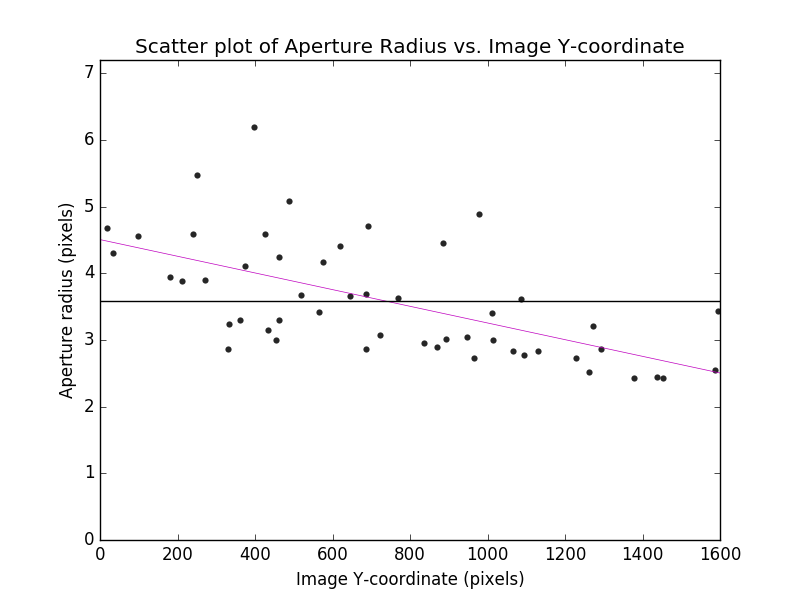 Scatter plot of Aperture Radius vs. Image Y-coordinate
7
6
5
4
3
2
1
0
Aperture radius (pixels)
0 200 400 600 800 1000 1200 1400 1600
Image Y-coordinate (pixels)